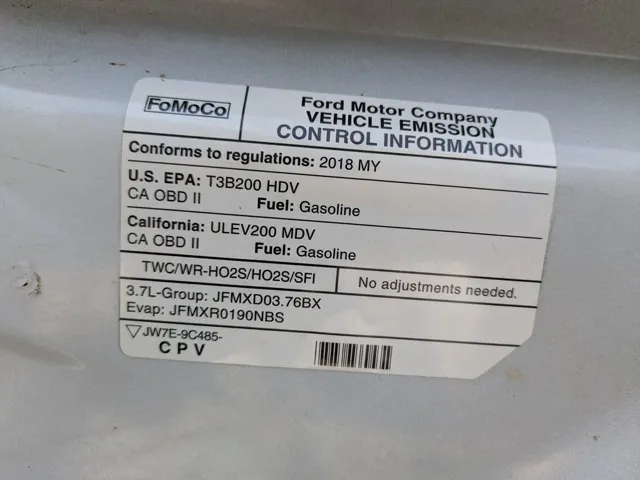 FoMoCo
Ford Motor Company
VEHICLE EMISSION
CONTROL INFORMATION
Conforms to regulations: 2018 MY
U.S. EPA: T3B200 HDV
CA OBD II Fuel: Gasoline
California: ULEV200 MDV
CA OBD II Fuel: Gasoline
TWC/WR-HO2S/HO2S/SFI No adjustments needed.
3.7L-Group: JFMXD03.76BX
Evap: JFMXR0190NBS
JW7E-9C485-
C P V